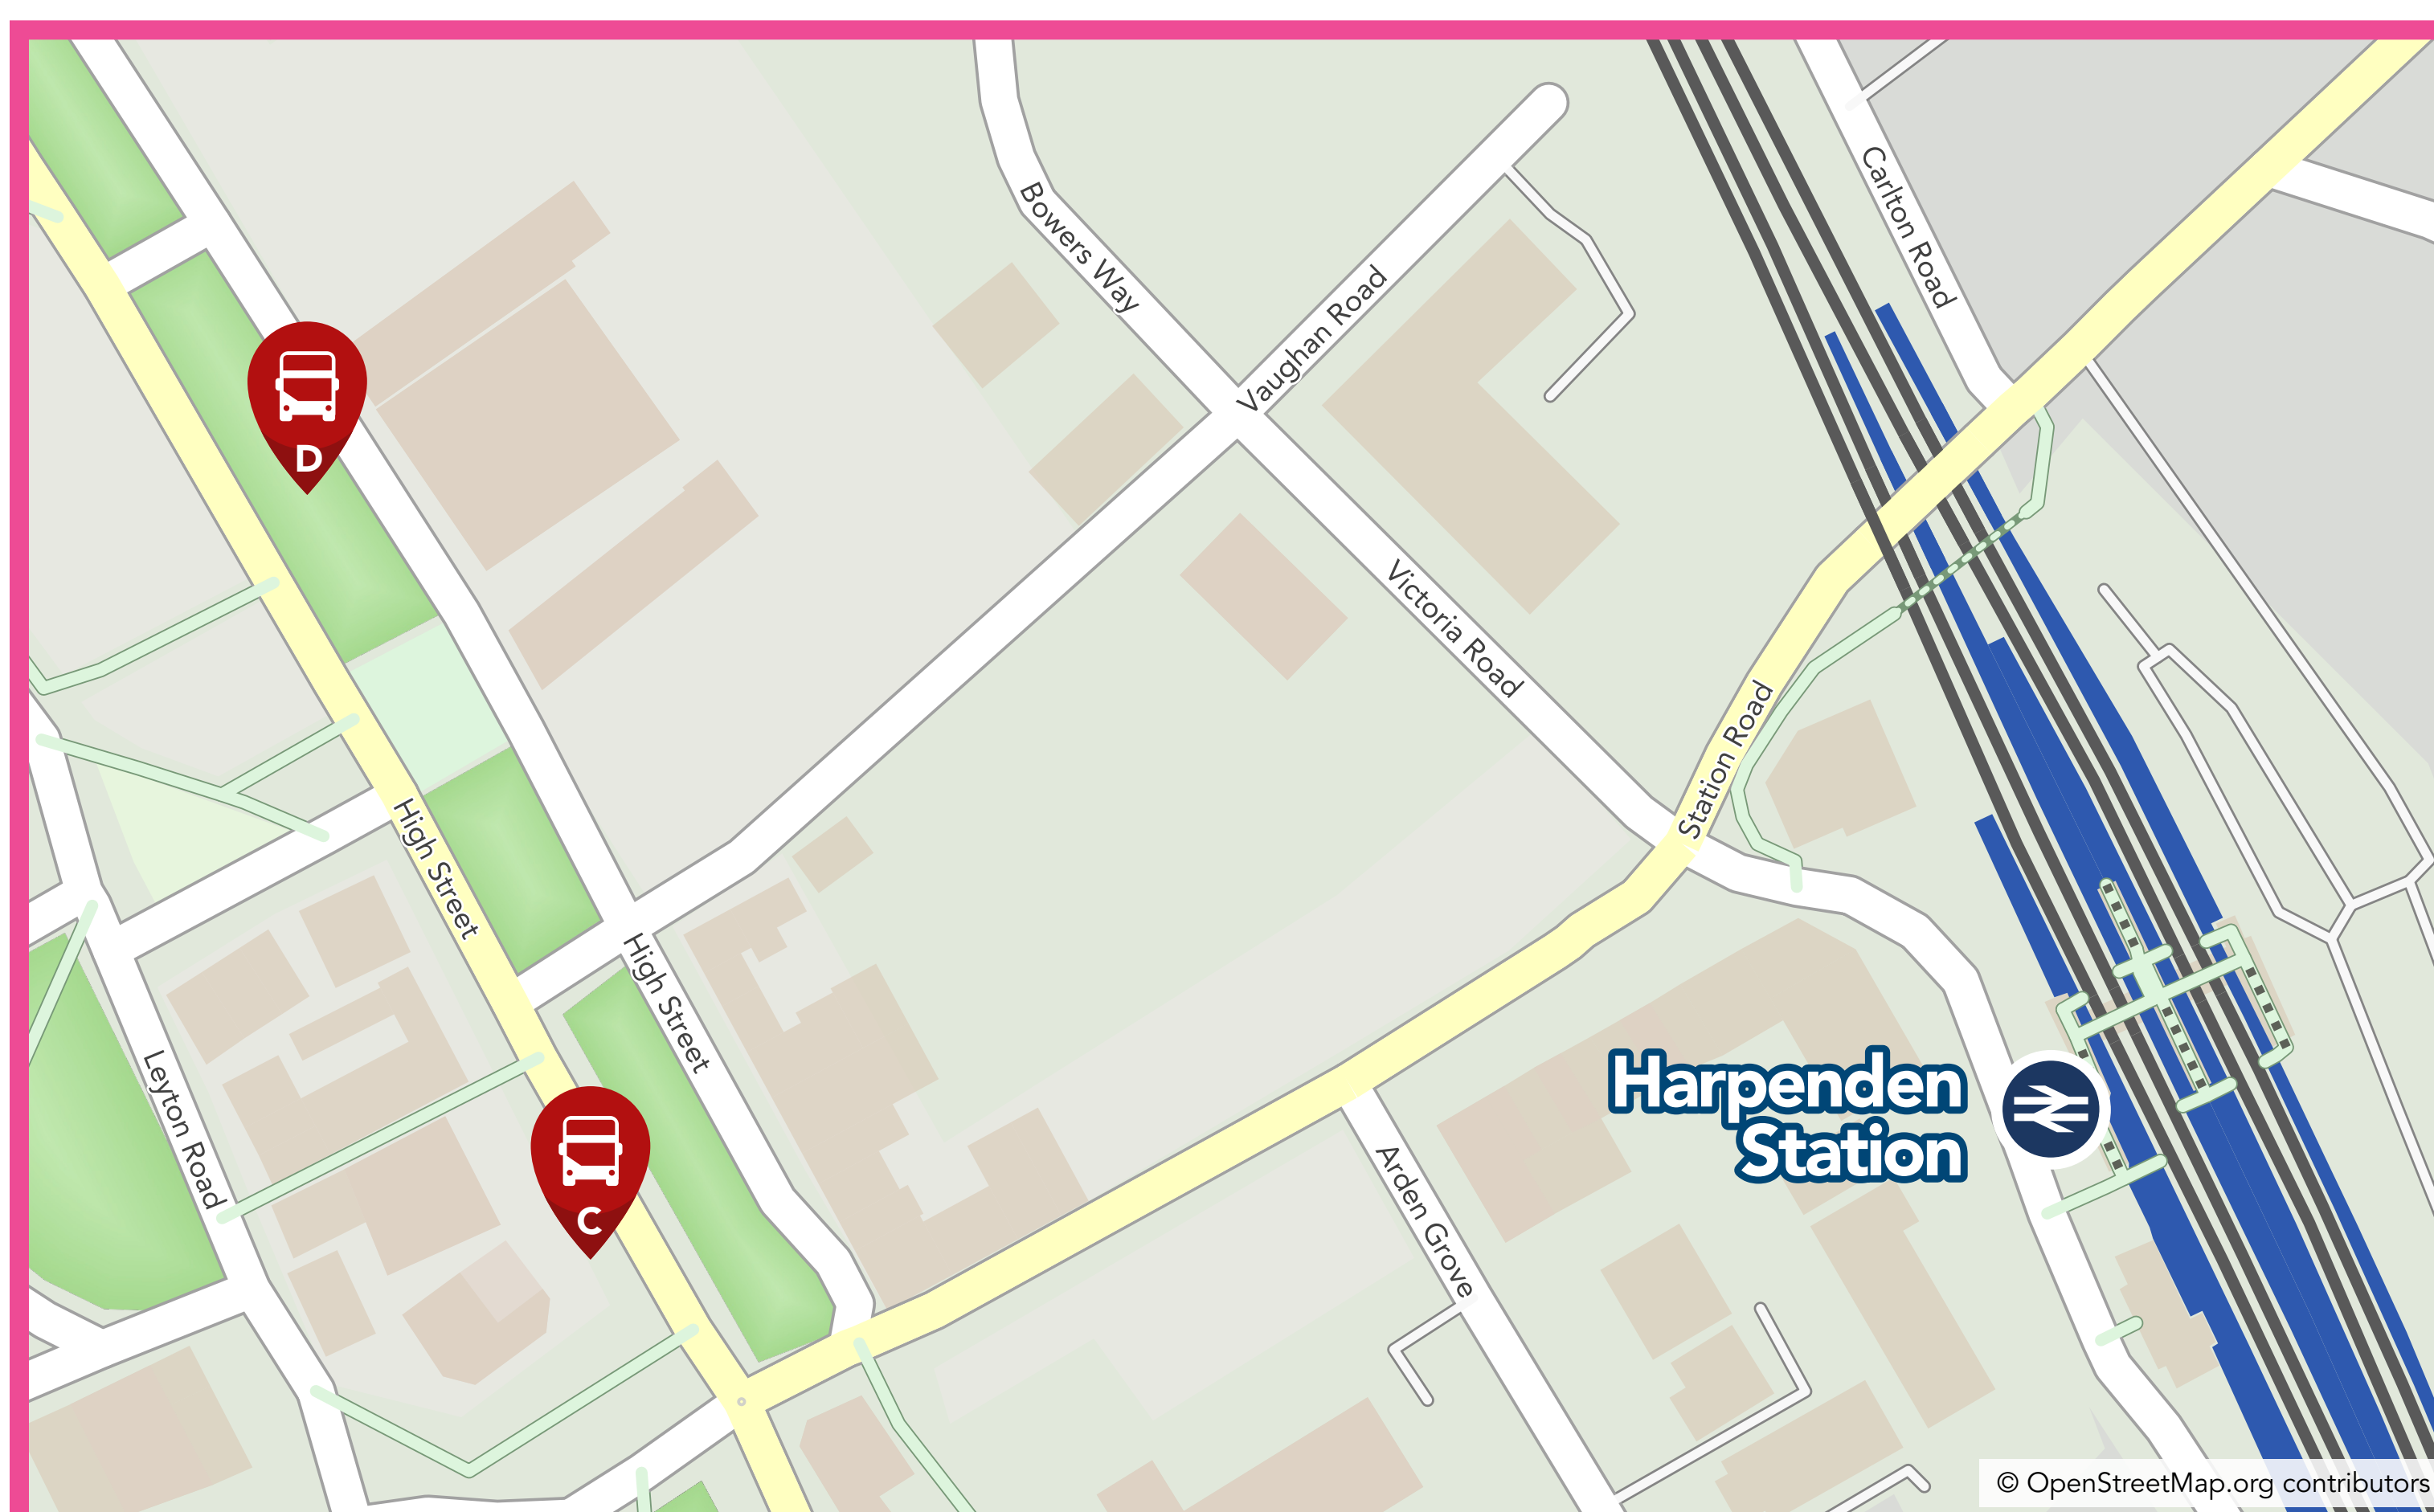 Carlton Road
Bowers Way
Vaughan Road
D
Victoria Road
Station Road
High Street
High Street
Leyton Road
Harpenden
Station
C
Arden Grove
© OpenStreetMap.org contributors